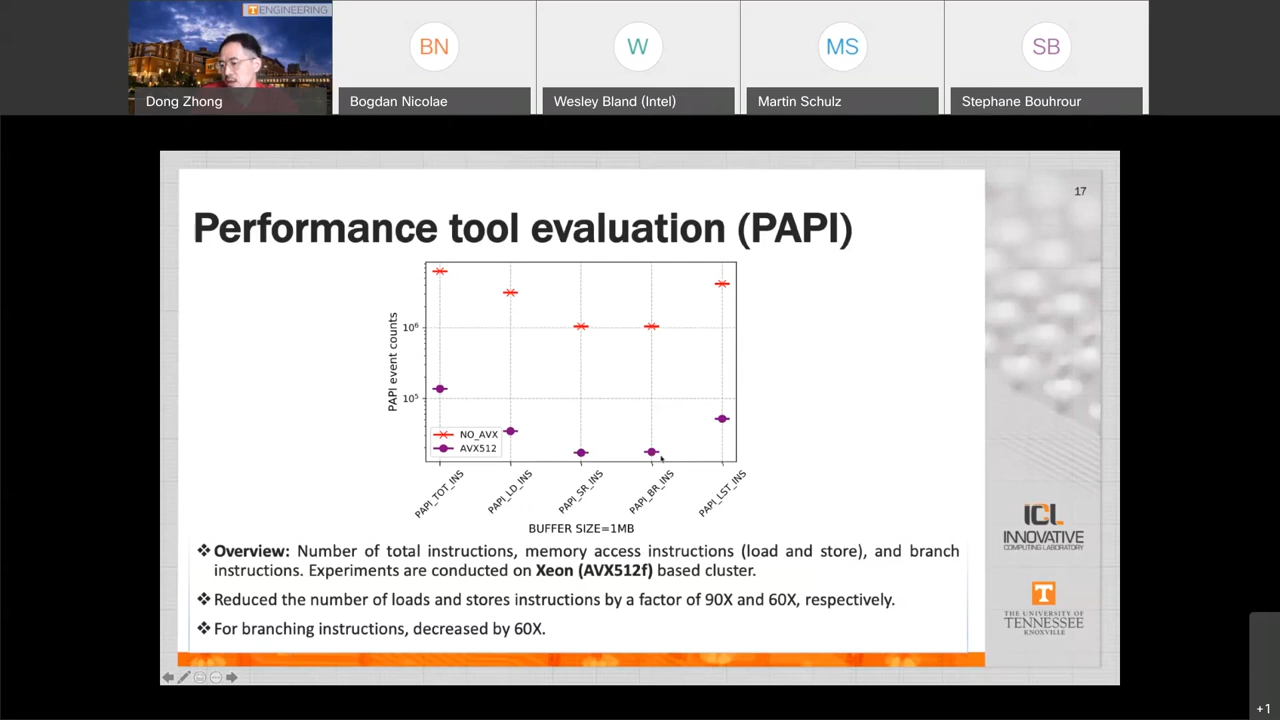 T ENGINEERING
BN
W
MS
SB
Dong Zhong
Bogdan Nicolae
Wesley Bland (Intel)
Martin Schulz
Stephane Bouhrour
17
Performance tool evaluation (PAPI)
PAPI event counts
10⁶
10⁵
NO_AVX
AVX512
PAPI_TOT_INS
PAPI_LD_INS
PAPI_SR_INS
PAPI_BR_INS
PAPI_LST_INS
BUFFER SIZE=1MB
❖Overview: Number of total instructions, memory access instructions (load and store), and branch
instructions. Experiments are conducted on Xeon (AVX512f) based cluster.
❖Reduced the number of loads and stores instructions by a factor of 90X and 60X, respectively.
❖For branching instructions, decreased by 60X.
ICL
INNOVATIVE
COMPUTING LABORATORY
T
THE UNIVERSITY OF
TENNESSEE
KNOXVILLE
+1